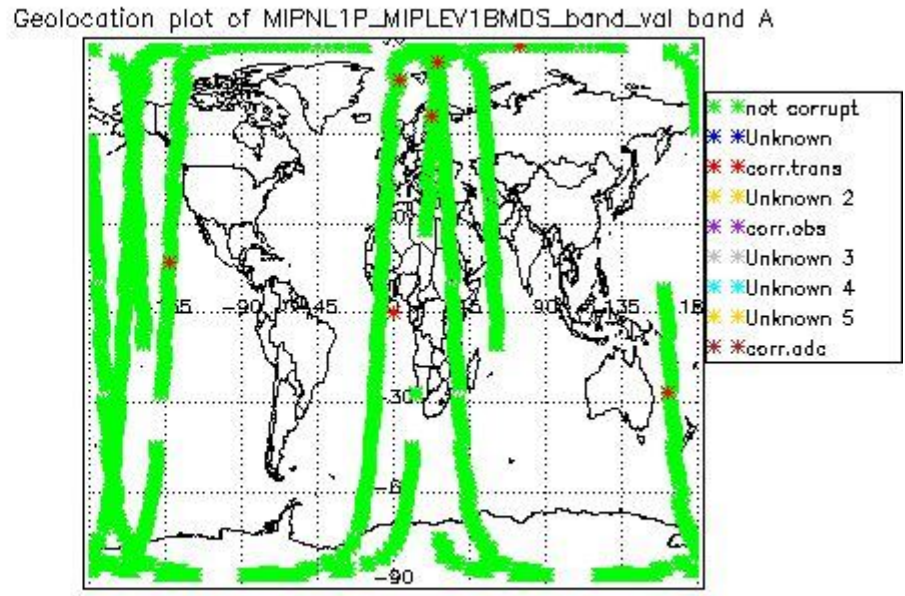 Geolocation plot of MIPNL1P_MIPLEV1BMDS_band_val band A
not corrupt
Unknown
corr.trans
Unknown 2
corr.obs
Unknown 3
Unknown 4
Unknown 5
corr.adc
-90
45
90
135
-30
-90